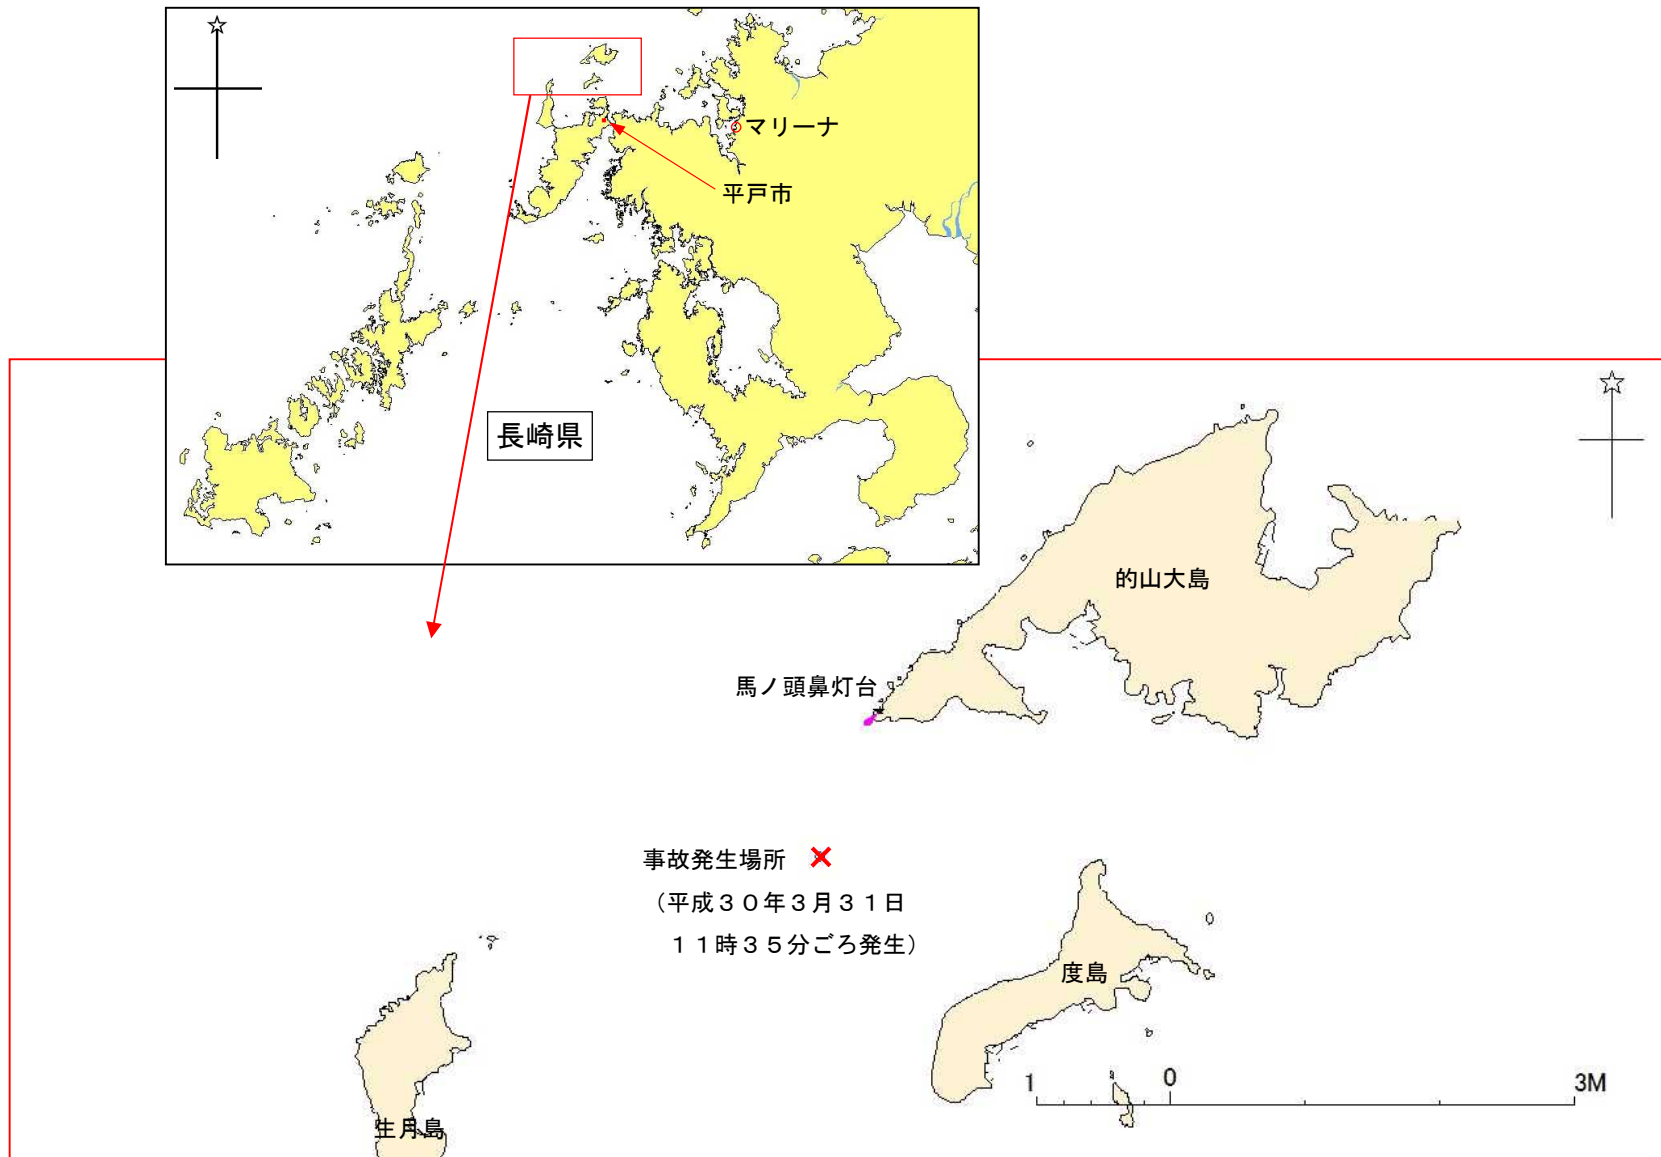 マリーナ
平戸市
長崎県
的山大島
馬ノ頭鼻灯台
事故発生場所
（平成３０年３月３１日
１１時３５分ごろ発生）
度島
生月島
1 0 3M